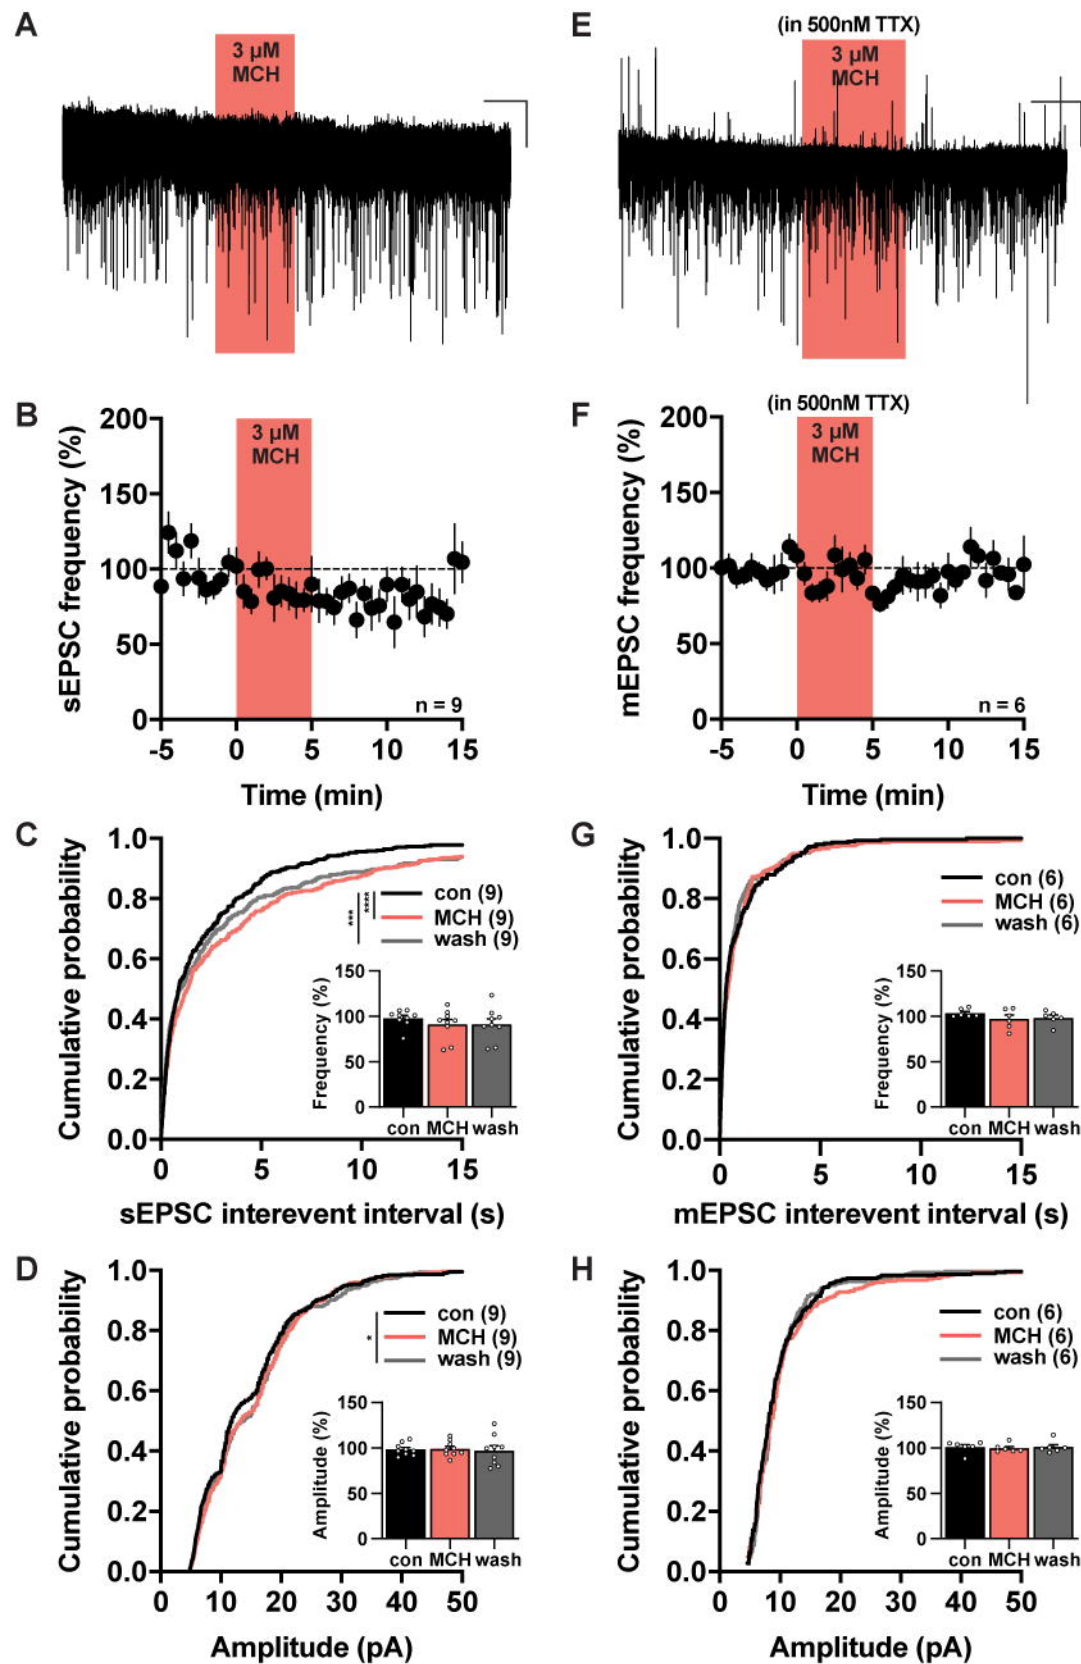 A
3 μM
MCH
E
(in 500nM TTX)
3 μM
MCH
B
sEPSC frequency (%)
200
150
100
50
0
3 μM
MCH
n = 9
-5 0 5 10 15
Time (min)
F
mEPSC frequency (%)
(in 500nM TTX)
200
150
100
50
0
3 μM
MCH
n = 6
-5 0 5 10 15
Time (min)
C
Cumulative probability
1.0
0.8
0.6
0.4
0.2
0.0
***
****
con (9)
MCH (9)
wash (9)
Frequency (%)
150
100
50
0
con MCH wash
0 5 10 15
sEPSC interevent interval (s)
G
Cumulative probability
1.0
0.8
0.6
0.4
0.2
0.0
con (6)
MCH (6)
wash (6)
Frequency (%)
150
100
50
0
con MCH wash
0 5 10 15
mEPSC interevent interval (s)
D
Cumulative probability
1.0
0.8
0.6
0.4
0.2
0.0
*
con (9)
MCH (9)
wash (9)
Amplitude (%)
150
100
50
0
con MCH wash
0 10 20 30 40 50
Amplitude (pA)
H
Cumulative probability
1.0
0.8
0.6
0.4
0.2
0.0
con (6)
MCH (6)
wash (6)
Amplitude (%)
150
100
50
0
con MCH wash
0 10 20 30 40 50
Amplitude (pA)